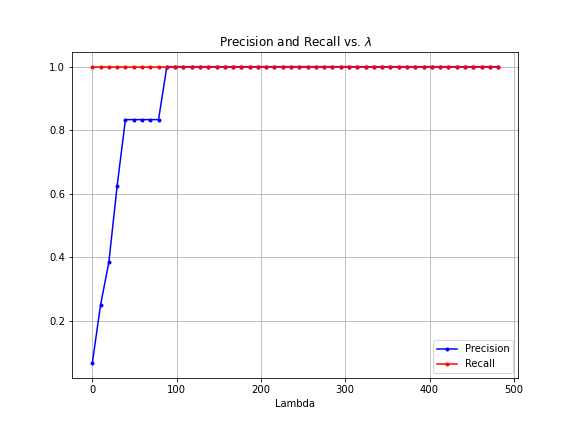 Precision and Recall vs. λ
1.0
0.8
0.6
0.4
0.2
0 100 200 300 400 500
Lambda
Precision
Recall